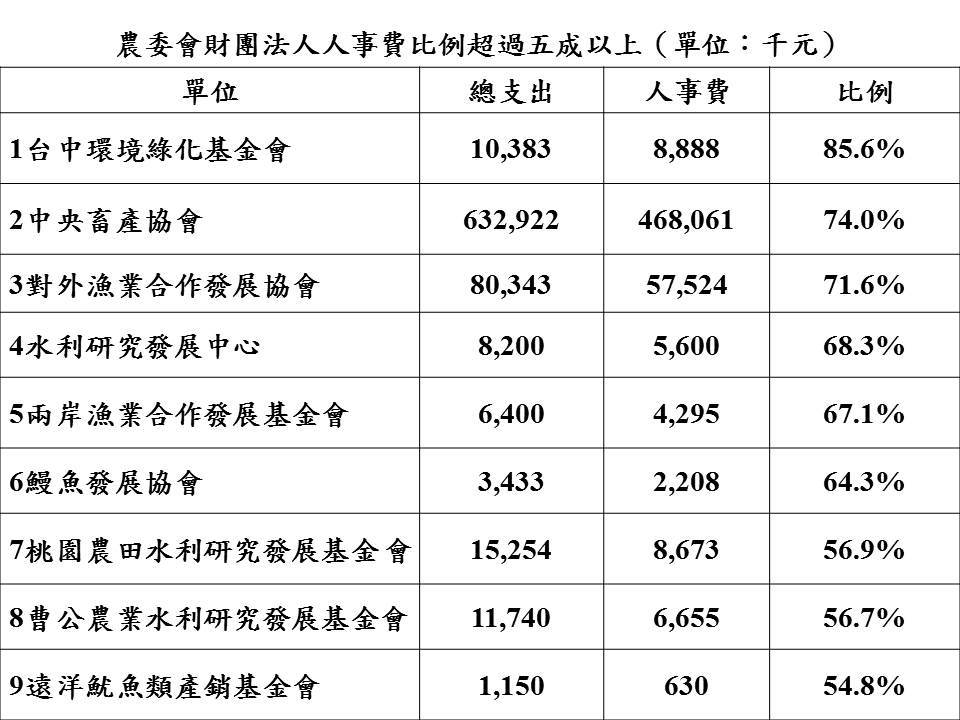 農委會財團法人人事費比例超過五成以上（單位：千元）
單位 總支出 人事費 比例
1台中環境綠化基金會 10,383 8,888 85.6%
2中央畜產協會 632,922 468,061 74.0%
3對外漁業合作發展協會 80,343 57,524 71.6%
4水利研究發展中心 8,200 5,600 68.3%
5兩岸漁業合作發展基金會 6,400 4,295 67.1%
6鰻魚發展協會 3,433 2,208 64.3%
7桃園農田水利研究發展基金會 15,254 8,673 56.9%
8曹公農業水利研究發展基金會 11,740 6,655 56.7%
9遠洋魷魚類產銷基金會 1,150 630 54.8%